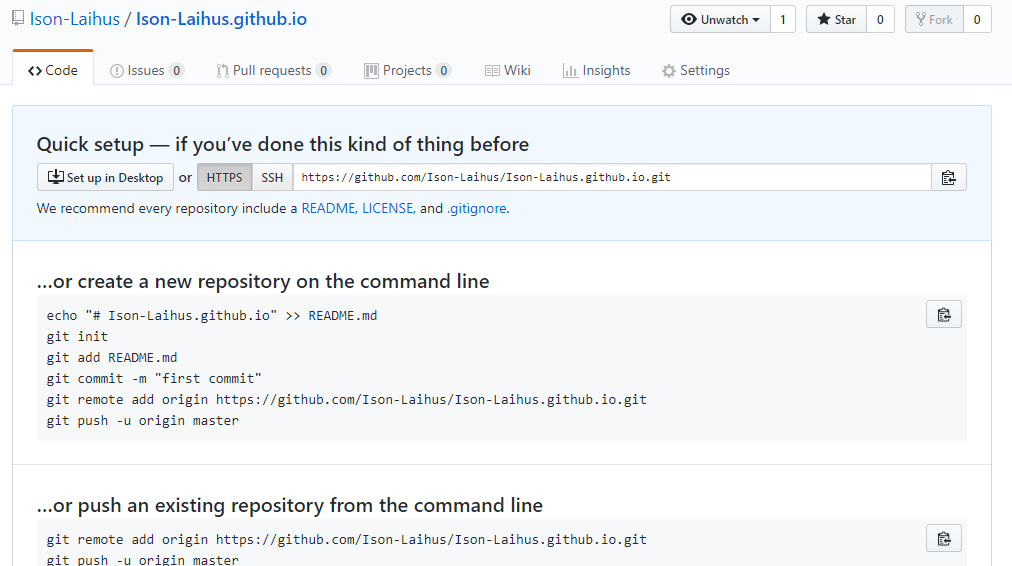 Ison-Laihus / Ison-Laihus.github.io
Unwatch 1 Star 0 Fork 0
Code Issues 0 Pull requests 0 Projects 0 Wiki Insights Settings
Quick setup — if you’ve done this kind of thing before
Set up in Desktop or HTTPS SSH https://github.com/Ison-Laihus/Ison-Laihus.github.io.git
We recommend every repository include a README, LICENSE, and .gitignore.
…or create a new repository on the command line
echo "# Ison-Laihus.github.io" >> README.md
git init
git add README.md
git commit -m "first commit"
git remote add origin https://github.com/Ison-Laihus/Ison-Laihus.github.io.git
git push -u origin master
…or push an existing repository from the command line
git remote add origin https://github.com/Ison-Laihus/Ison-Laihus.github.io.git
git push -u origin master